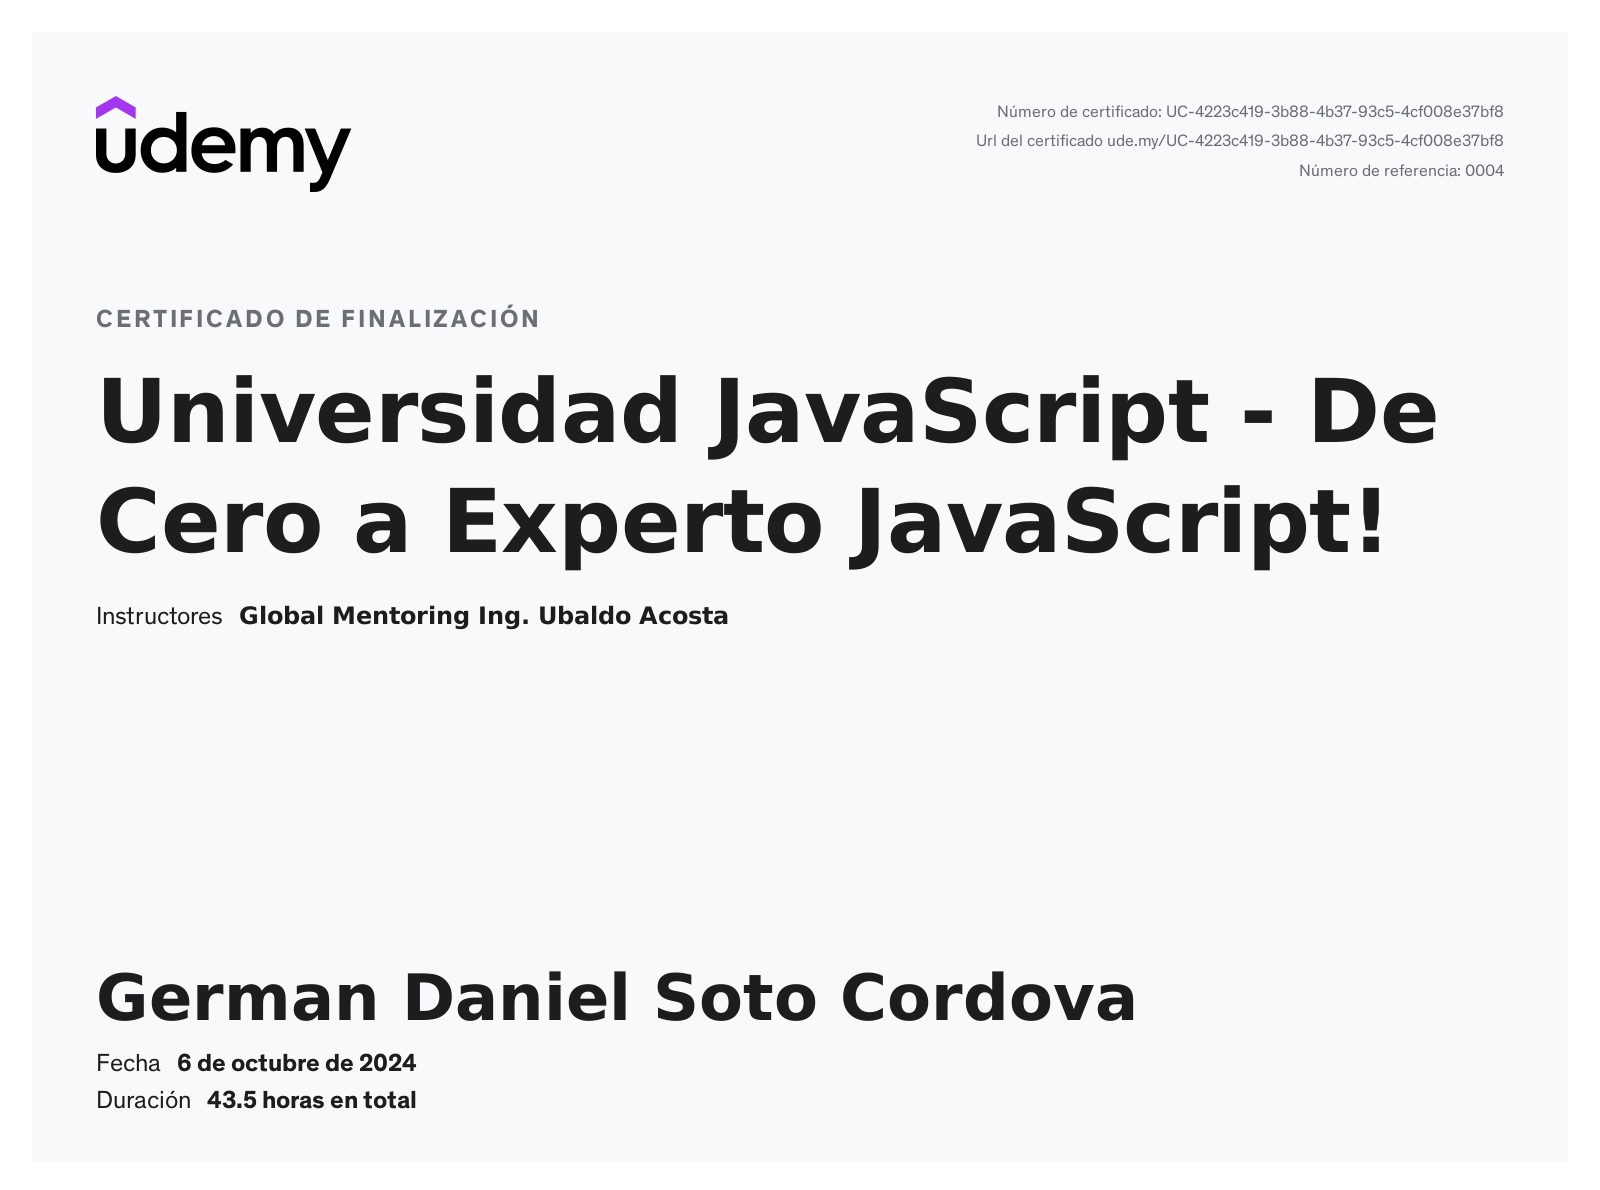 udemy
Número de certificado: UC-4223c419-3b88-4b37-93c5-4cf008e37bf8
Url del certificado ude.my/UC-4223c419-3b88-4b37-93c5-4cf008e37bf8
Número de referencia: 0004
CERTIFICADO DE FINALIZACIÓN
Universidad JavaScript - De
Cero a Experto JavaScript!
Instructores Global Mentoring Ing. Ubaldo Acosta
German Daniel Soto Cordova
Fecha 6 de octubre de 2024
Duración 43.5 horas en total